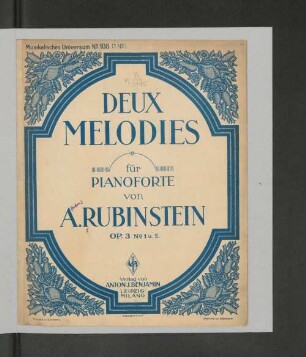 Musikalisches Universum Nº 108
DEUX
MELODIES
für
PIANOFORTE
von
A. RUBINSTEIN
OP. 3 Nº 1 u. 2.
Verlag von
ANTON J. BENJAMIN
LEIPZIG
MILANO